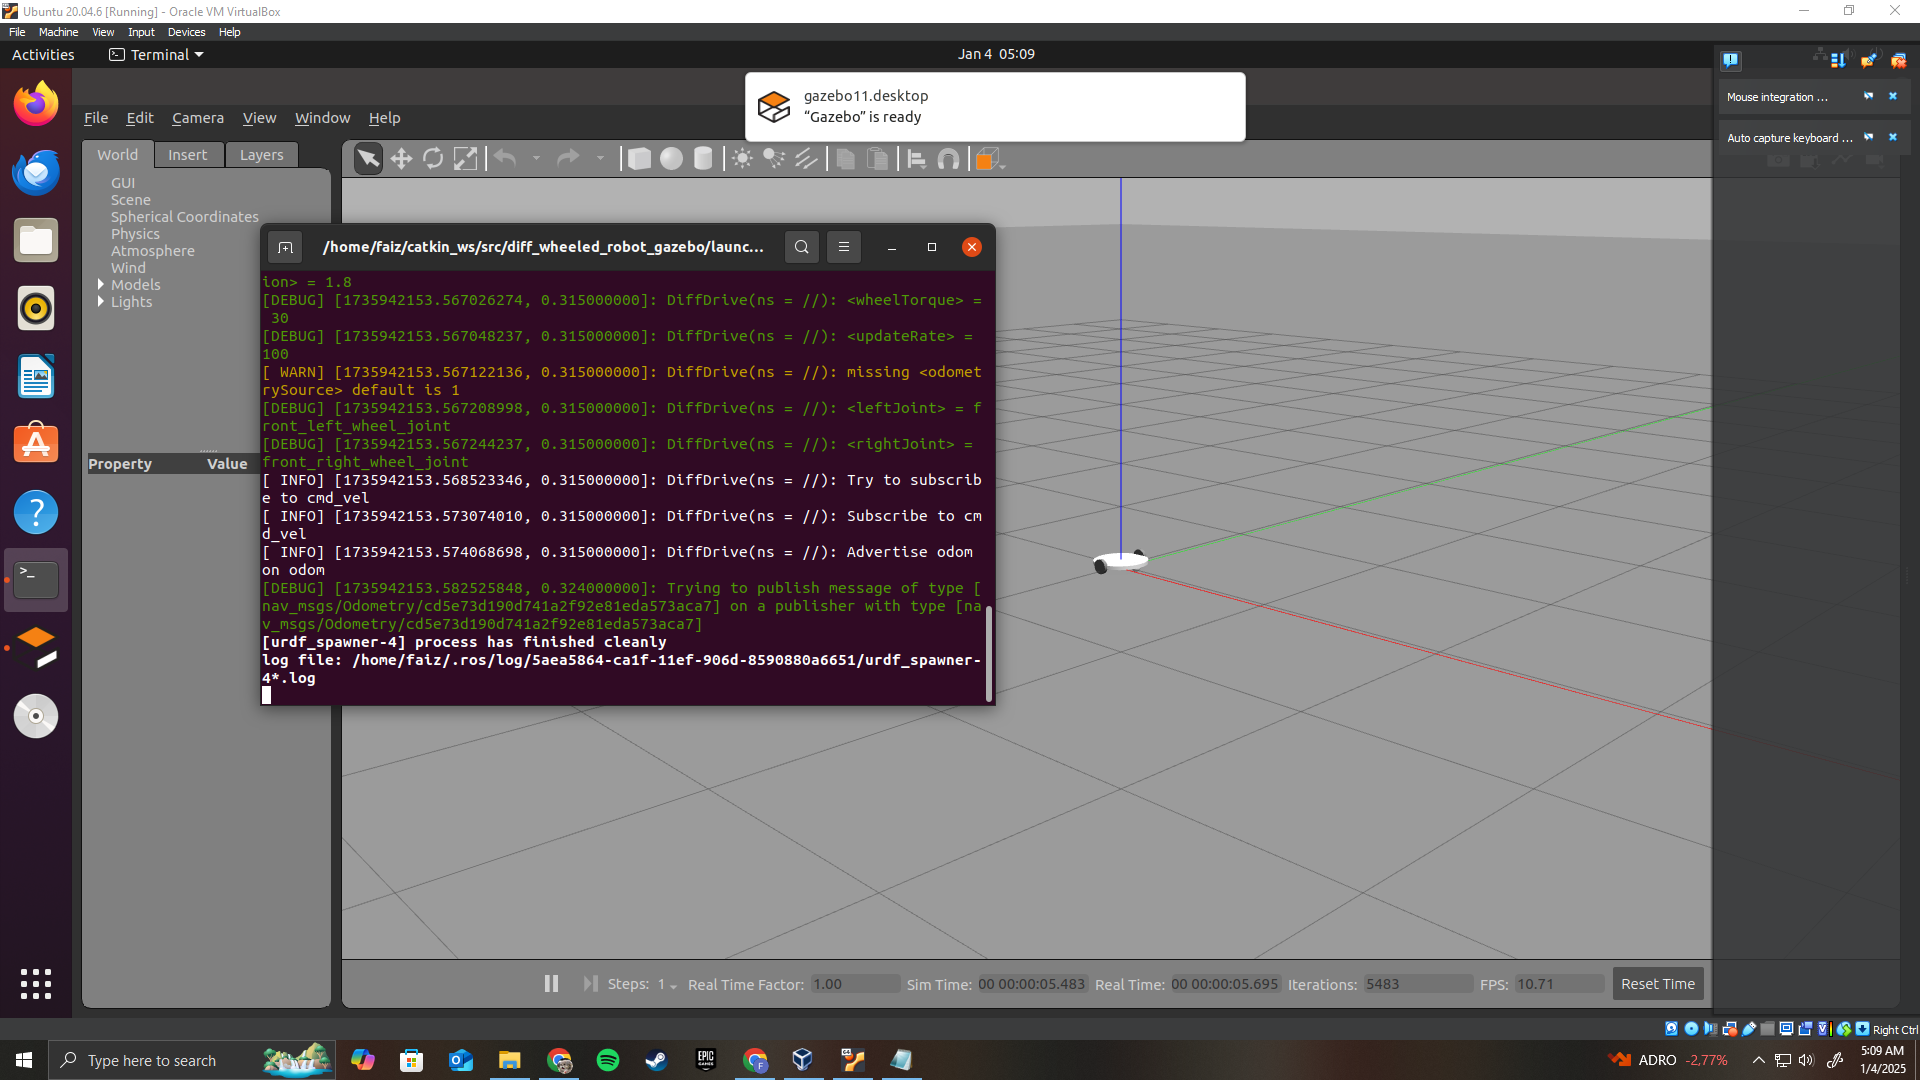 Ubuntu 20.04.6 [Running] - Oracle VM VirtualBox
File Machine View Input Devices Help
Activities Terminal Jan 4 05:09
gazebo11.desktop
“Gazebo” is ready
Mouse integration ...
Auto capture keyboard ...
File Edit Camera View Window Help
World Insert Layers
GUI
Scene
Spherical Coordinates
Physics
Atmosphere
Wind
Models
Lights
Property Value
/home/faiz/catkin_ws/src/diff_wheeled_robot_gazebo/launc...
ion> = 1.8
[DEBUG] [1735942153.567026274, 0.315000000]: DiffDrive(ns = //): <wheelTorque> =
30
[DEBUG] [1735942153.567048237, 0.315000000]: DiffDrive(ns = //): <updateRate> =
100
[ WARN] [1735942153.567122136, 0.315000000]: DiffDrive(ns = //): missing <odomet
rySource> default is 1
[DEBUG] [1735942153.567208998, 0.315000000]: DiffDrive(ns = //): <leftJoint> = f
ront_left_wheel_joint
[DEBUG] [1735942153.567244237, 0.315000000]: DiffDrive(ns = //): <rightJoint> =
front_right_wheel_joint
[ INFO] [1735942153.568523346, 0.315000000]: DiffDrive(ns = //): Try to subscrib
e to cmd_vel
[ INFO] [1735942153.573074010, 0.315000000]: DiffDrive(ns = //): Subscribe to cm
d_vel
[ INFO] [1735942153.574068698, 0.315000000]: DiffDrive(ns = //): Advertise odom
on odom
[DEBUG] [1735942153.582525848, 0.324000000]: Trying to publish message of type [
nav_msgs/Odometry/cd5e73d190d741a2f92e81eda573aca7] on a publisher with type [na
v_msgs/Odometry/cd5e73d190d741a2f92e81eda573aca7]
[urdf_spawner-4] process has finished cleanly
log file: /home/faiz/.ros/log/5aea5864-ca1f-11ef-906d-8590880a6651/urdf_spawner-
4*.log
Steps: 1 Real Time Factor: 1.00 Sim Time: 00 00:00:05.483 Real Time: 00 00:00:05.695 Iterations: 5483 FPS: 10.71 Reset Time
Right Ctrl
Type here to search
EPIC GAMES
F
64
ADRO -2,77%
5:09 AM
1/4/2025